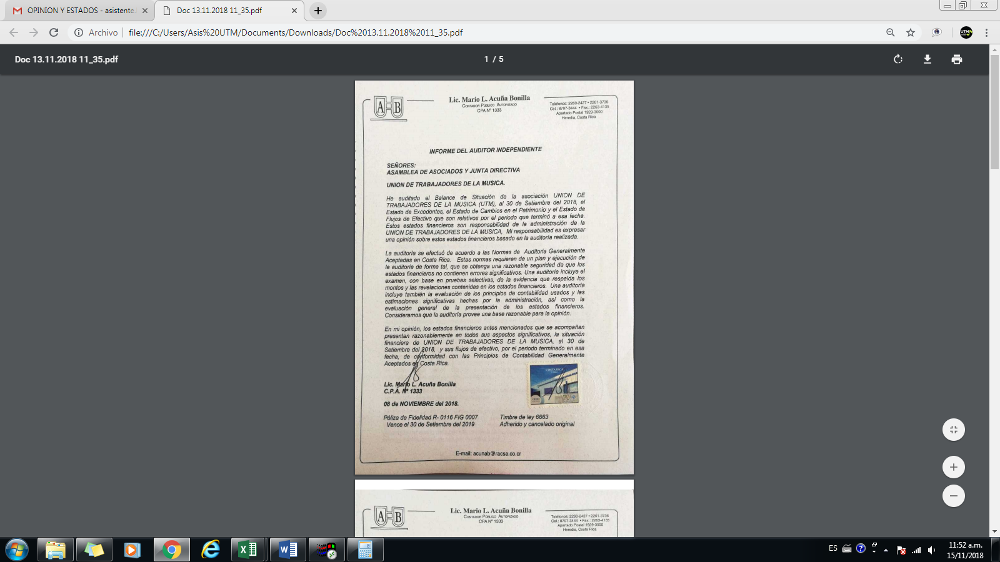 OPINION Y ESTADOS - asistente
Doc 13.11.2018 11_35.pdf
Archivo
file:///C:/Users/Asis%20UTM/Documents/Downloads/Doc%2013.11.2018%2011_35.pdf
UTM
Doc 13.11.2018 11_35.pdf
1 / 5
A B
Lic. Mario L. Acuña Bonilla
CONTADOR PÚBLICO AUTORIZADO
CPA Nº 1333
Teléfonos: 2260-2427 • 2261-3736
Cel.: 8707-3444 • Fax.: 2263-4135
Apartado Postal 1929-3000
Heredia, Costa Rica
INFORME DEL AUDITOR INDEPENDIENTE
SEÑORES:
ASAMBLEA DE ASOCIADOS Y JUNTA DIRECTIVA
UNION DE TRABAJADORES DE LA MUSICA.
He auditado el Balance de Situación de la asociación UNION DE
TRABAJADORES DE LA MUSICA (UTM), al 30 de Setiembre del 2018, el
Estado de Excedentes, el Estado de Cambios en el Patrimonio y el Estado de
Flujos de Efectivo que son relativos por el periodo que terminó a esa fecha.
Estos estados financieros son responsabilidad de la administración de la
UNION DE TRABAJADORES DE LA MUSICA, Mi responsabilidad es expresar
una opinión sobre estos estados financieros basado en la auditoría realizada.
La auditoría se efectuó de acuerdo a las Normas de Auditoria Generalmente
Aceptadas en Costa Rica. Estas normas requieren de un plan y ejecución de
la auditoría de forma tal, que se obtenga una razonable seguridad de que los
estados financieros no contienen errores significativos. Una auditoría incluye el
examen, con base en pruebas selectivas, de la evidencia que respalda los
montos y las revelaciones contenidas en los estados financieros. Una auditoría
incluye también la evaluación de los principios de contabilidad usados y las
estimaciones significativas hechas por la administración, así como la
evaluación general de la presentación de los estados financieros.
Consideramos que la auditoría provee una base razonable para la opinión.
En mi opinión, los estados financieros antes mencionados que se acompañan
presentan razonablemente en todos sus aspectos significativos, la situación
financiera de UNION DE TRABAJADORES DE LA MUSICA, al 30 de
Setiembre del 2018, y sus flujos de efectivo, por el periodo terminado en esa
fecha, de conformidad con las Principios de Contabilidad Generalmente
Aceptados en Costa Rica.
COSTA RICA
Lic. Mario L. Acuña Bonilla
C.P.A. Nº 1333
08 de NOVIEMBRE del 2018.
Póliza de Fidelidad R- 0116 FIG 0007
Vence el 30 de Setiembre del 2019
Timbre de ley 6663
Adherido y cancelado original
E-mail: acunab@racsa.co.cr
A B
Lic. Mario L. Acuña Bonilla
CONTADOR PÚBLICO AUTORIZADO
CPA Nº 1333
Teléfonos: 2260-2427 • 2261-3736
Cel.: 8707-3444 • Fax.: 2263-4135
Apartado Postal 1929-3000
Heredia, Costa Rica
ES
11:52 a.m.
15/11/2018